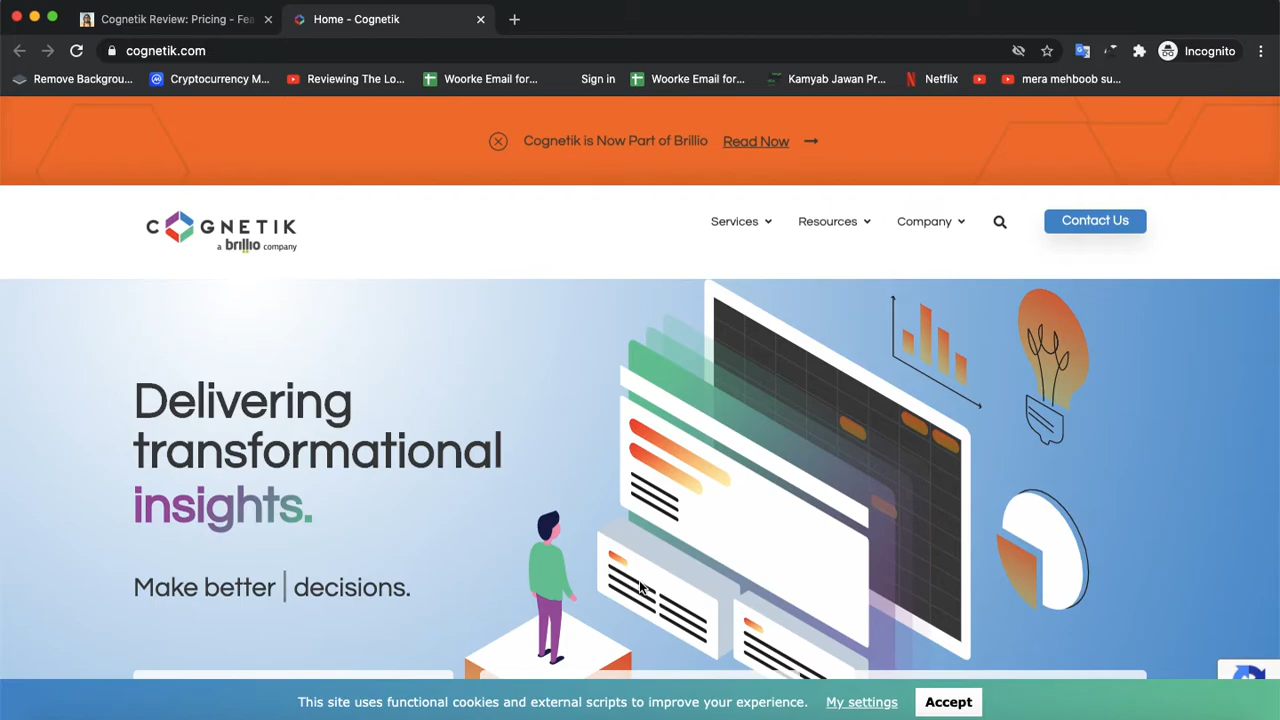 Cognetik Review: Pricing - Fea
Home - Cognetik
cognetik.com
Incognito
Remove Backgrou...
Cryptocurrency M...
Reviewing The Lo...
Woorke Email for...
Sign in
Woorke Email for...
Kamyab Jawan Pr...
Netflix
mera mehboob su...
Cognetik is Now Part of Brillio Read Now
COGNETIK
a brillio company
Services
Resources
Company
Contact Us
Delivering
transformational
insights.
Make better decisions.
This site uses functional cookies and external scripts to improve your experience. My settings Accept